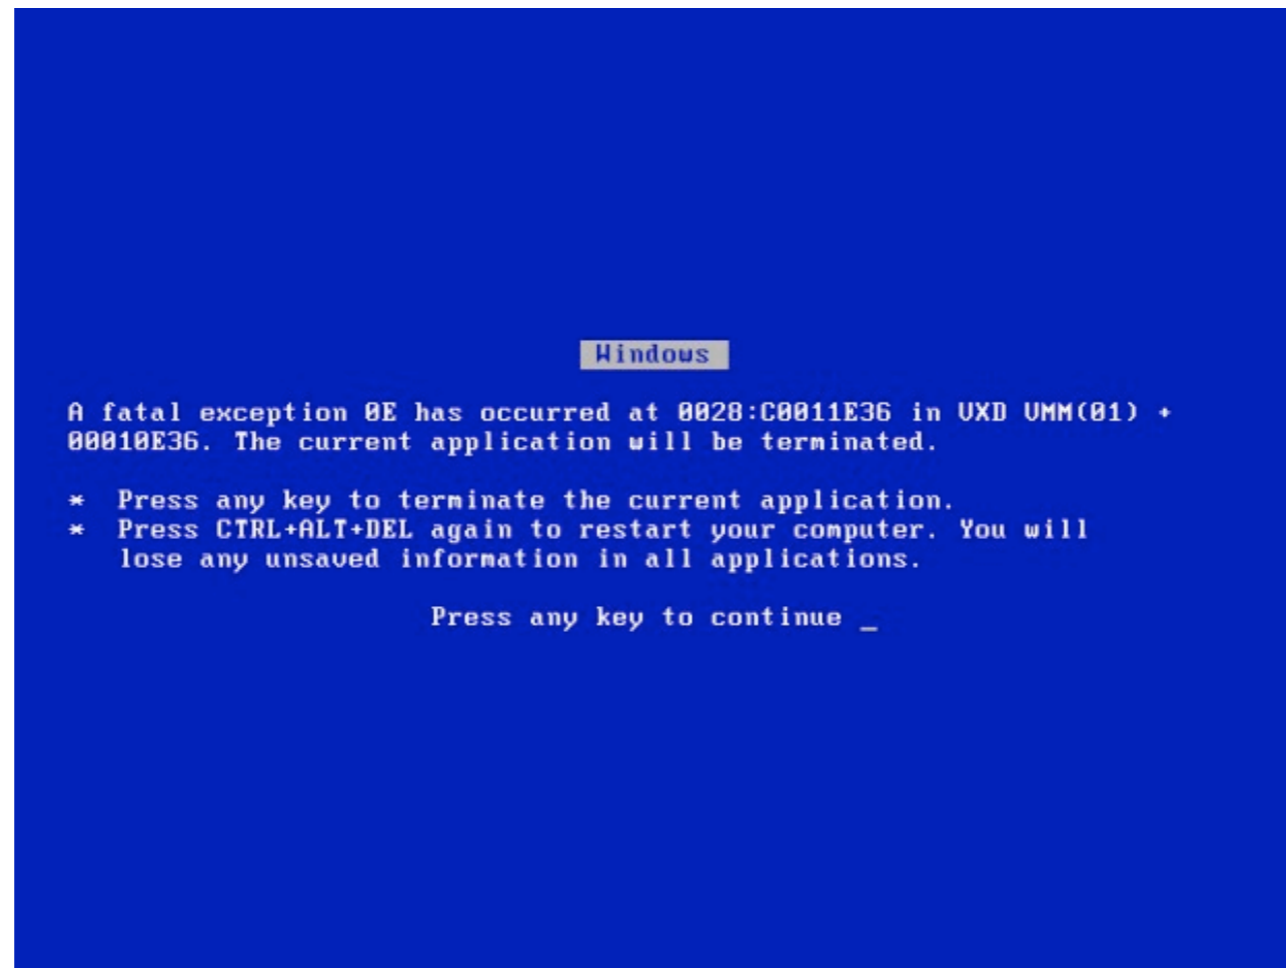 Windows
A fatal exception 0E has occurred at 0028:C0011E36 in VXD VMM(01) +
00010E36. The current application will be terminated.
* Press any key to terminate the current application.
* Press CTRL+ALT+DEL again to restart your computer. You will
lose any unsaved information in all applications.
Press any key to continue _